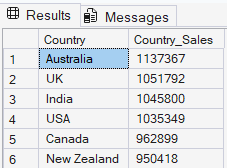 Results Messages
Country Country_Sales
1 Australia 1137367
2 UK 1051792
3 India 1045800
4 USA 1035349
5 Canada 962899
6 New Zealand 950418